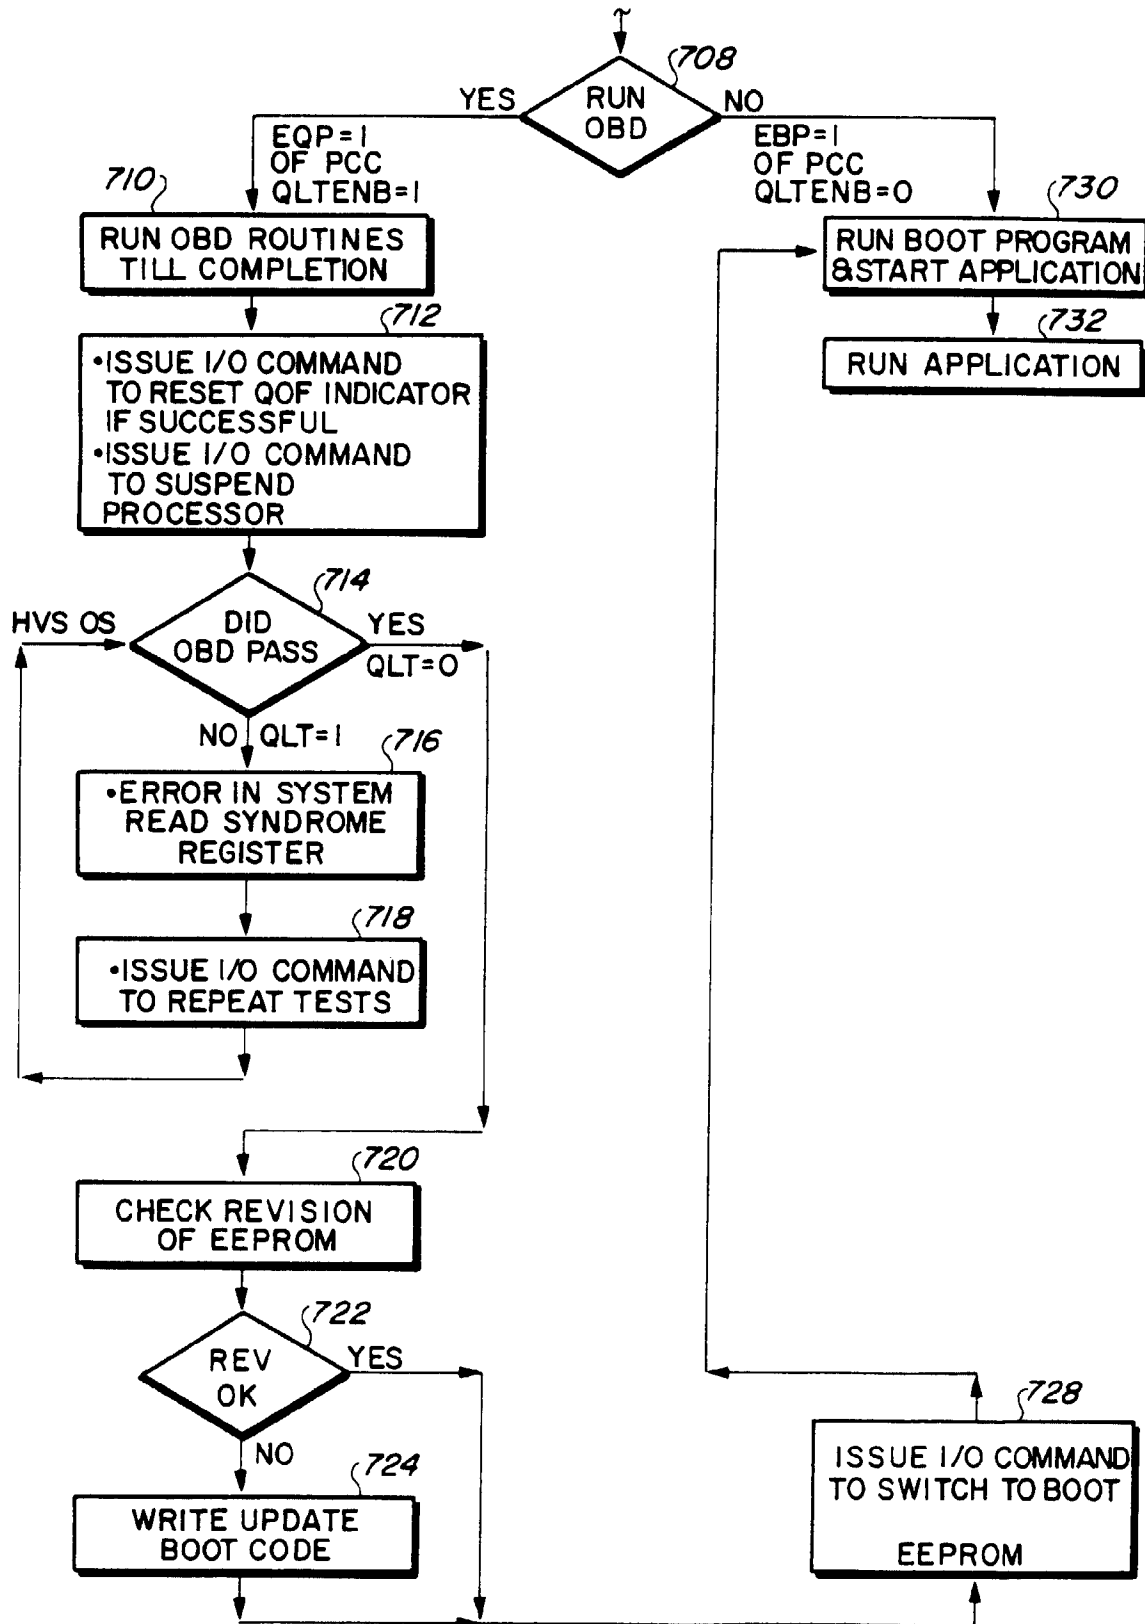 708
RUN
OBD
YES
NO
EQP=1
OF PCC
QLTENB=1
EBP=1
OF PCC
QLTENB=0
710
RUN OBD ROUTINES
TILL COMPLETION
730
RUN BOOT PROGRAM
&START APPLICATION
712
•ISSUE I/O COMMAND
TO RESET QOF INDICATOR
IF SUCCESSFUL
•ISSUE I/O COMMAND
TO SUSPEND
PROCESSOR
732
RUN APPLICATION
714
HVS OS
DID
OBD PASS
YES
QLT=0
NO QLT=1
716
•ERROR IN SYSTEM
READ SYNDROME
REGISTER
718
•ISSUE I/O COMMAND
TO REPEAT TESTS
720
CHECK REVISION
OF EEPROM
722
REV
OK
YES
NO
724
WRITE UPDATE
BOOT CODE
728
ISSUE I/O COMMAND
TO SWITCH TO BOOT
EEPROM